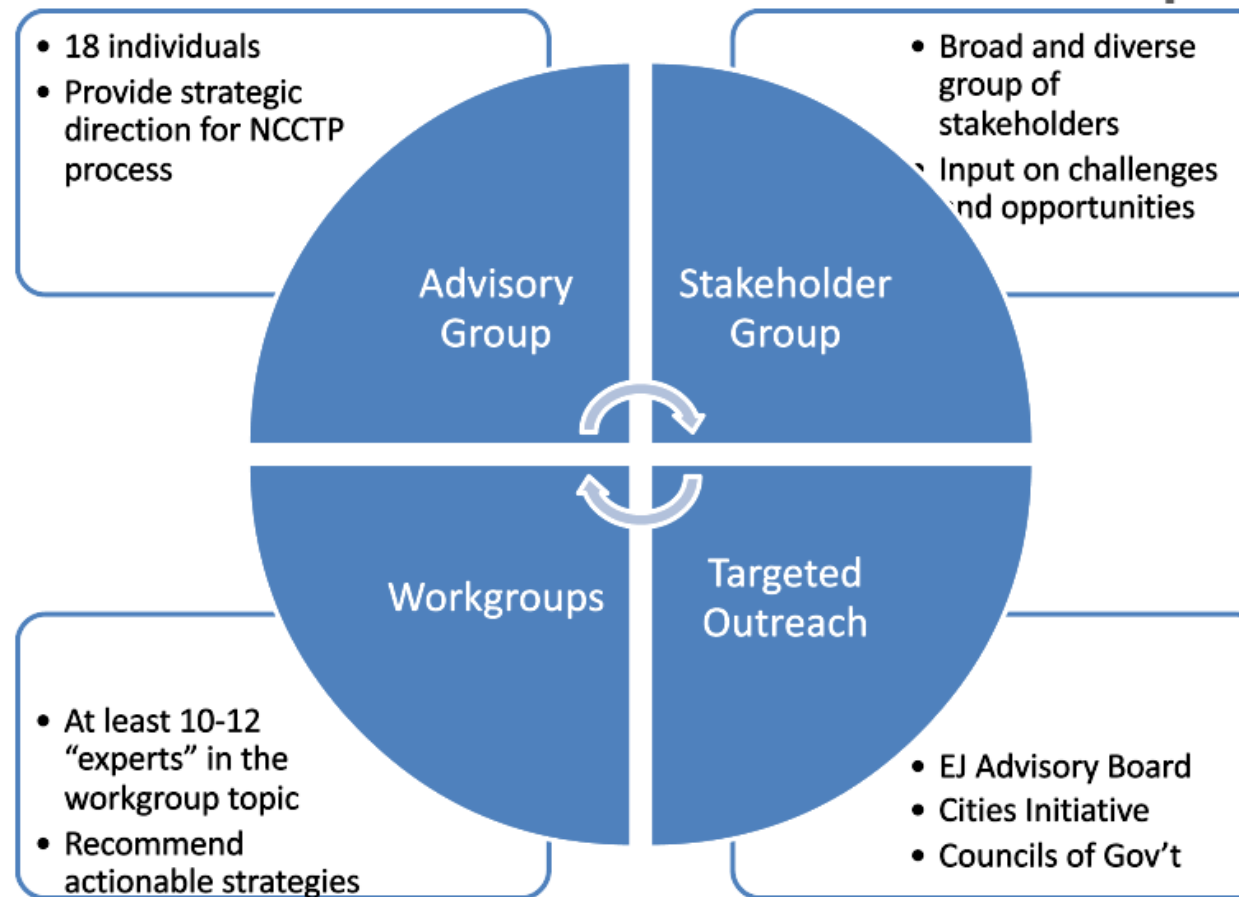 • 18 individuals
• Provide strategic
direction for NCCTP
process
• Broad and diverse
group of
stakeholders
• Input on challenges
and opportunities
Advisory
Group
Stakeholder
Group
Workgroups
Targeted
Outreach
• At least 10-12
“experts” in the
workgroup topic
• Recommend
actionable strategies
• EJ Advisory Board
• Cities Initiative
• Councils of Gov’t